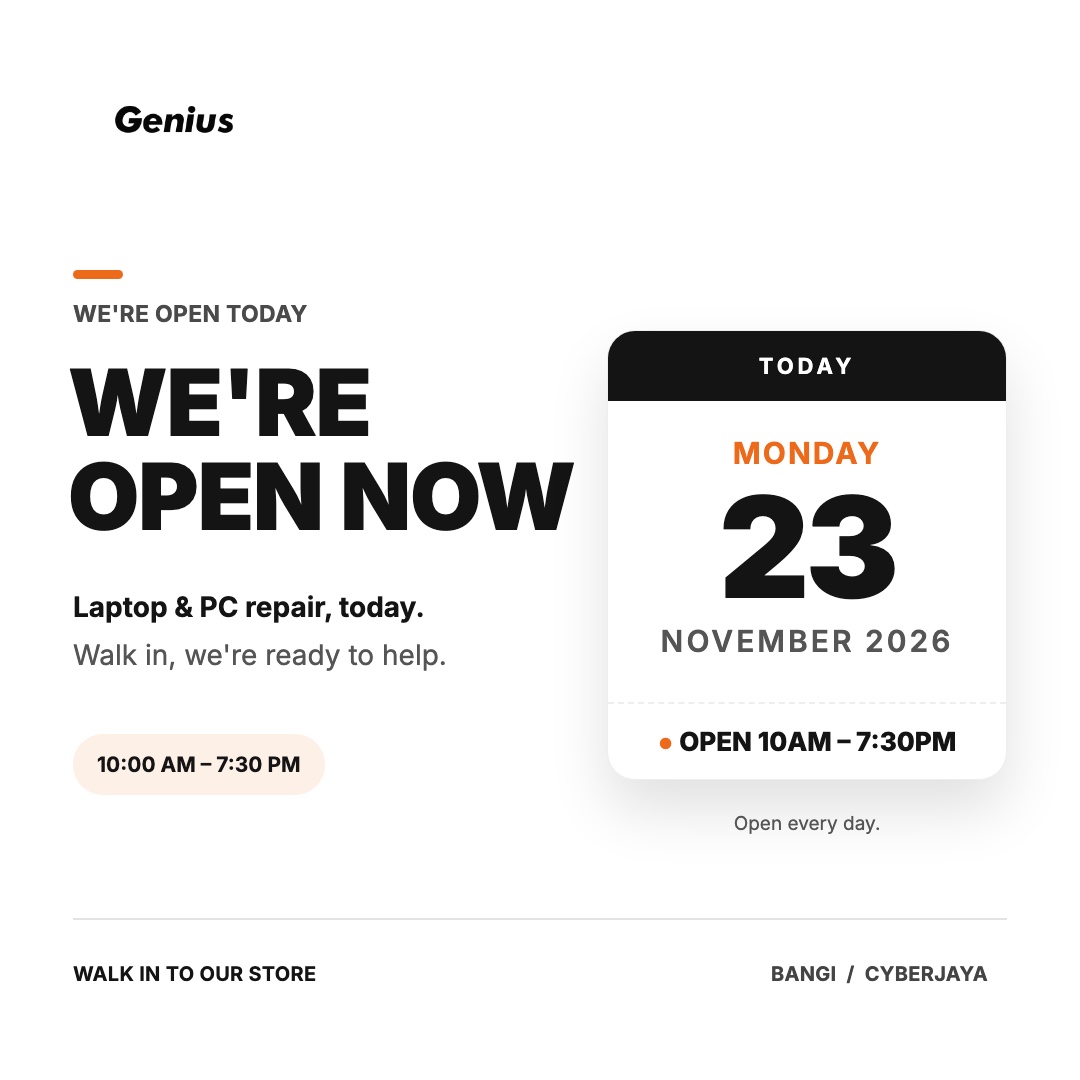 Genius
WE'RE OPEN TODAY
WE'RE
OPEN NOW
Laptop & PC repair, today.
Walk in, we're ready to help.
10:00 AM – 7:30 PM
TODAY
MONDAY
23
NOVEMBER 2026
OPEN 10AM – 7:30PM
Open every day.
WALK IN TO OUR STORE
BANGI / CYBERJAYA